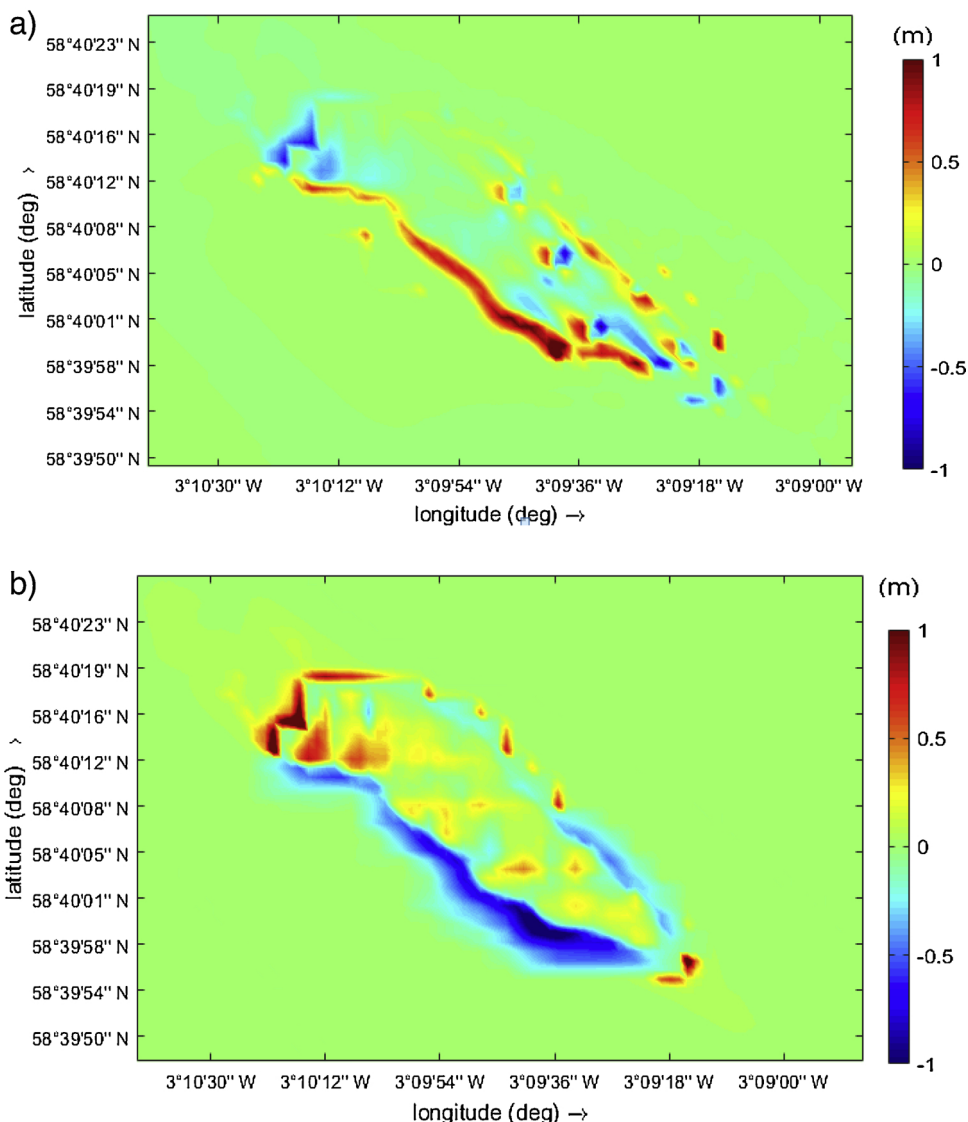 a)
(m)
58°40'23" N
58°40'19" N
58°40'16" N
58°40'12" N
58°40'08" N
58°40'05" N
58°40'01" N
58°39'58" N
58°39'54" N
58°39'50" N
latitude (deg) >
1
0.5
0
-0.5
-1
3°10'30" W 3°10'12" W 3°09'54" W 3°09'36" W 3°09'18" W 3°09'00" W
longitude (deg) →
b)
(m)
58°40'23" N
58°40'19" N
58°40'16" N
58°40'12" N
58°40'08" N
58°40'05" N
58°40'01" N
58°39'58" N
58°39'54" N
58°39'50" N
latitude (deg) >
1
0.5
0
-0.5
-1
3°10'30" W 3°10'12" W 3°09'54" W 3°09'36" W 3°09'18" W 3°09'00" W
longitude (deg) →